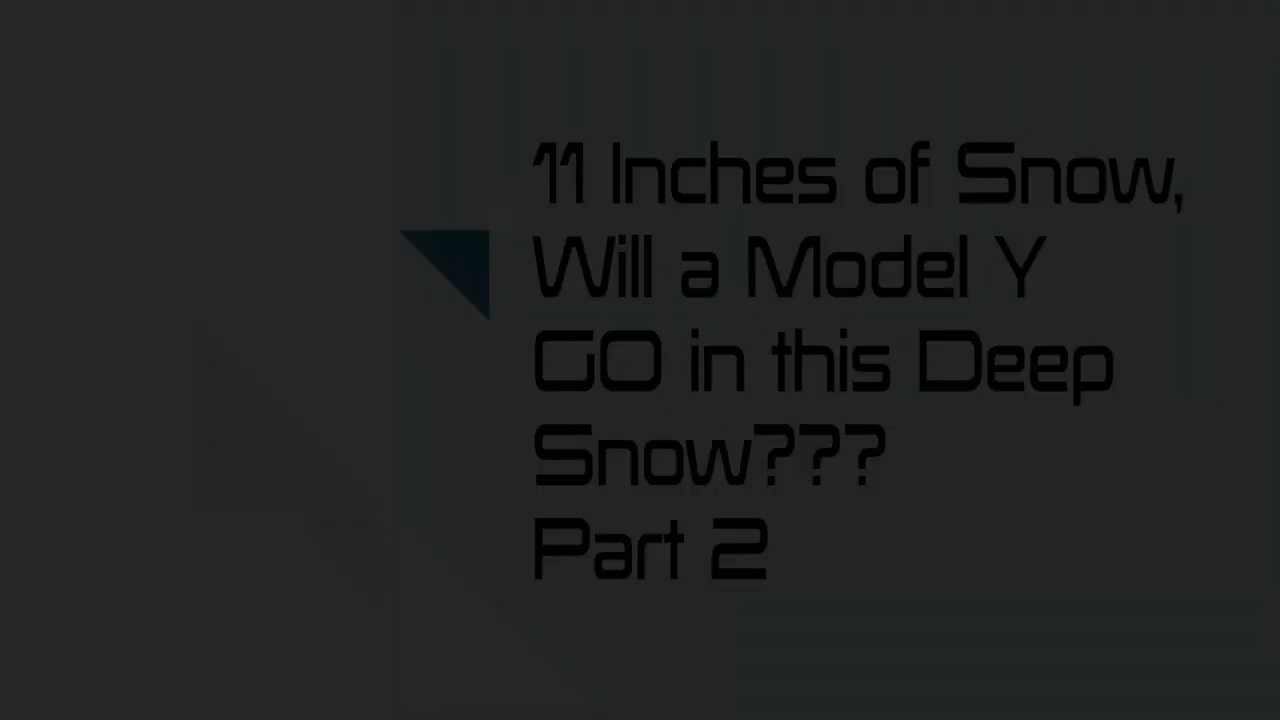 11 Inches of Snow,
Will a Model Y
GO in this Deep
Snow???
Part 2